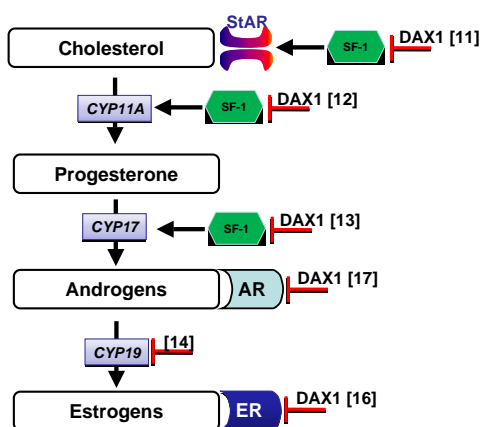 StAR
Cholesterol
SF-1
DAX1 [11]
CYP11A
SF-1
DAX1 [12]
Progesterone
CYP17
SF-1
DAX1 [13]
Androgens
AR
DAX1 [17]
CYP19
[14]
Estrogens
ER
DAX1 [16]